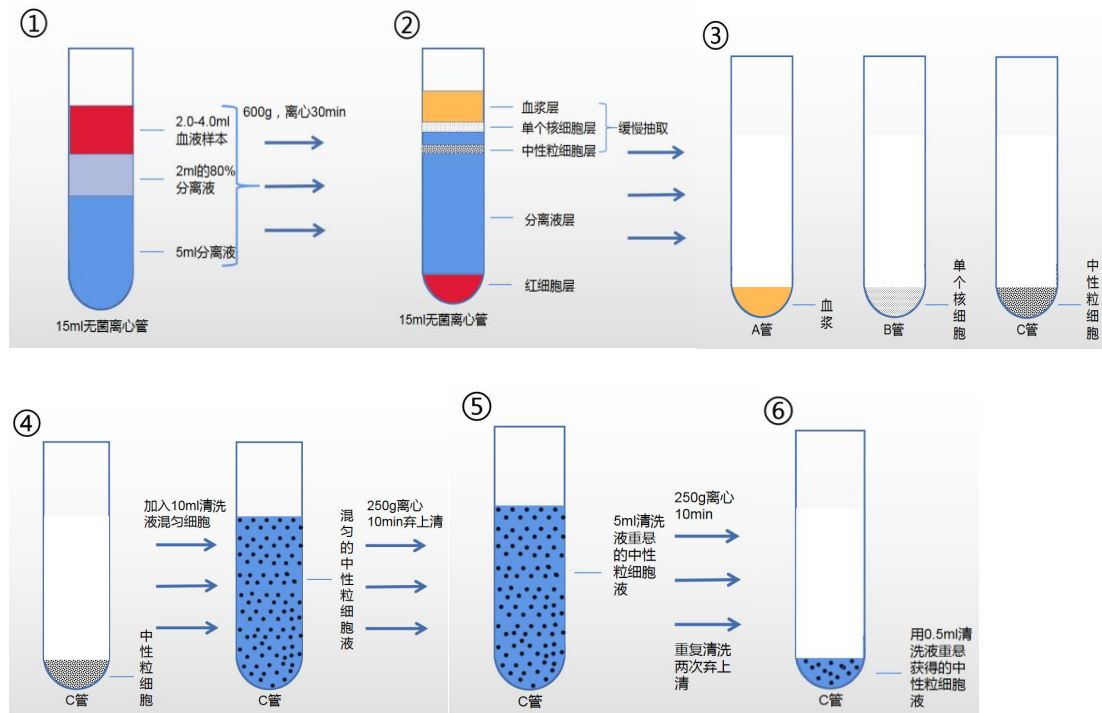 ①
2.0-4.0ml
血液样本
2ml的80%
分离液
5ml分离液
600g，离心30min
15ml无菌离心管
②
血浆层
单个核细胞层
中性粒细胞层
缓慢抽取
分离液层
红细胞层
15ml无菌离心管
③
血浆
A管
单个核细胞
B管
中性粒细胞
C管
④
中性粒细胞
C管
加入10ml清洗
液混匀细胞
混匀的中性粒细胞液
C管
250g离心
10min弃上清
⑤
5ml清洗
液重悬
的中性
粒细胞
液
C管
250g离心
10min
重复清洗
两次弃上
清
⑥
用0.5ml清
洗液重悬
获得的中
性粒细胞
液
C管